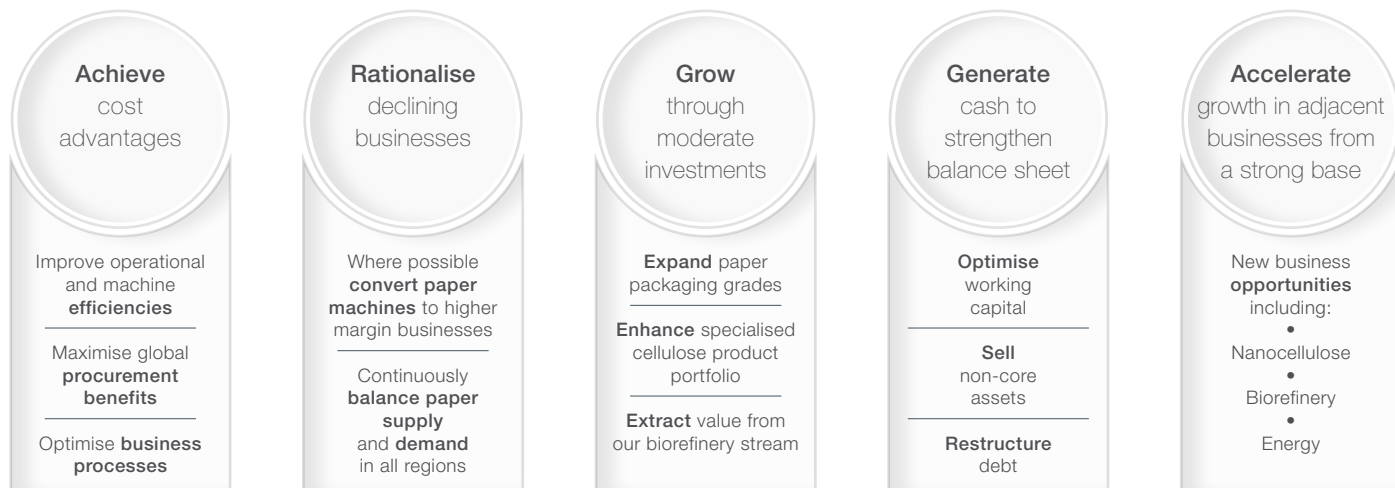 Achieve
cost
advantages
Improve operational
and machine
efficiencies
Maximise global
procurement
benefits
Optimise business
processes
Rationalise
declining
businesses
Where possible
convert paper
machines to higher
margin businesses
Continuously
balance paper
supply
and demand
in all regions
Grow
through
moderate
investments
Expand paper
packaging grades
Enhance specialised
cellulose product
portfolio
Extract value from
our biorefinery stream
Generate
cash to
strengthen
balance sheet
Optimise
working
capital
Sell
non-core
assets
Restructure
debt
Accelerate
growth in adjacent
businesses from
a strong base
New business
opportunities
including:
•
Nanocellulose
•
Biorefinery
•
Energy